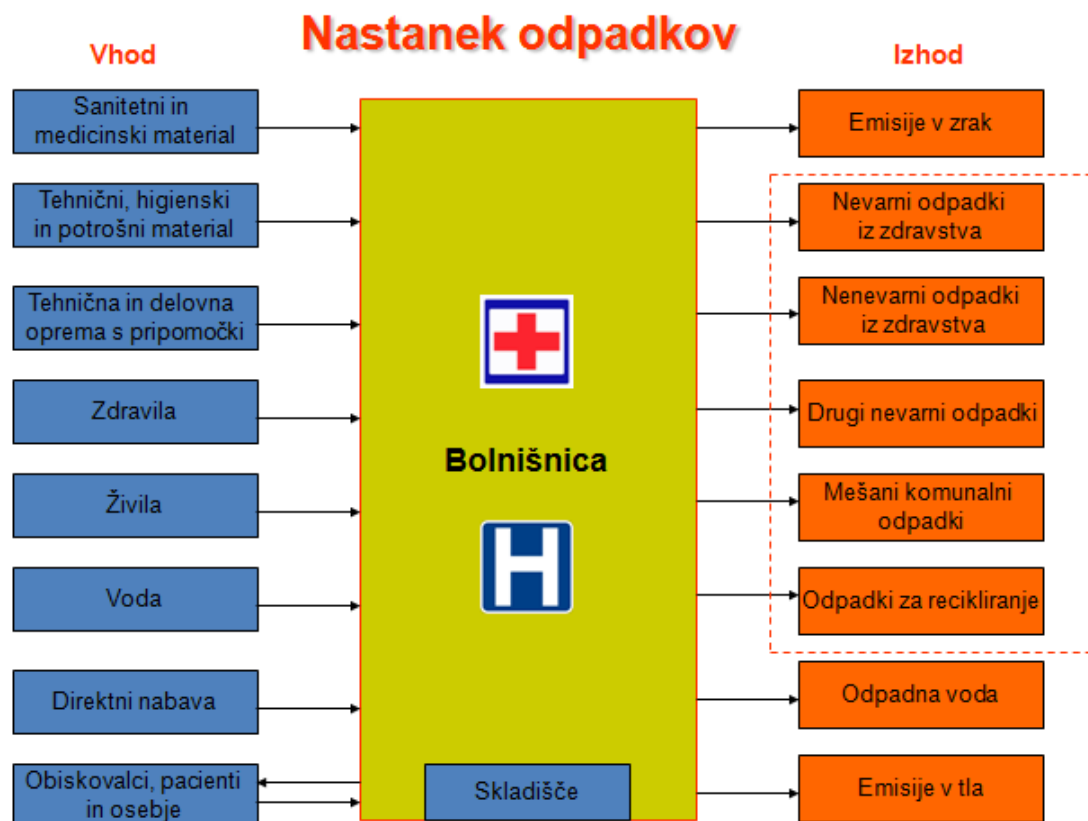 Nastanek odpadkov
Vhod
Izhod
Sanitetni in
medicinski material
Tehnični, higienski
in potrošni material
Tehnična in delovna
oprema s pripomočki
Zdravila
Živila
Voda
Direktni nabava
Obiskovalci, pacienti
in osebje
Bolnišnica
H
Skladišče
Emisije v zrak
Nevarni odpadki
iz zdravstva
Nenevarni odpadki
iz zdravstva
Drugi nevarni odpadki
Mešani komunalni
odpadki
Odpadki za recikliranje
Odpadna voda
Emisije v tla